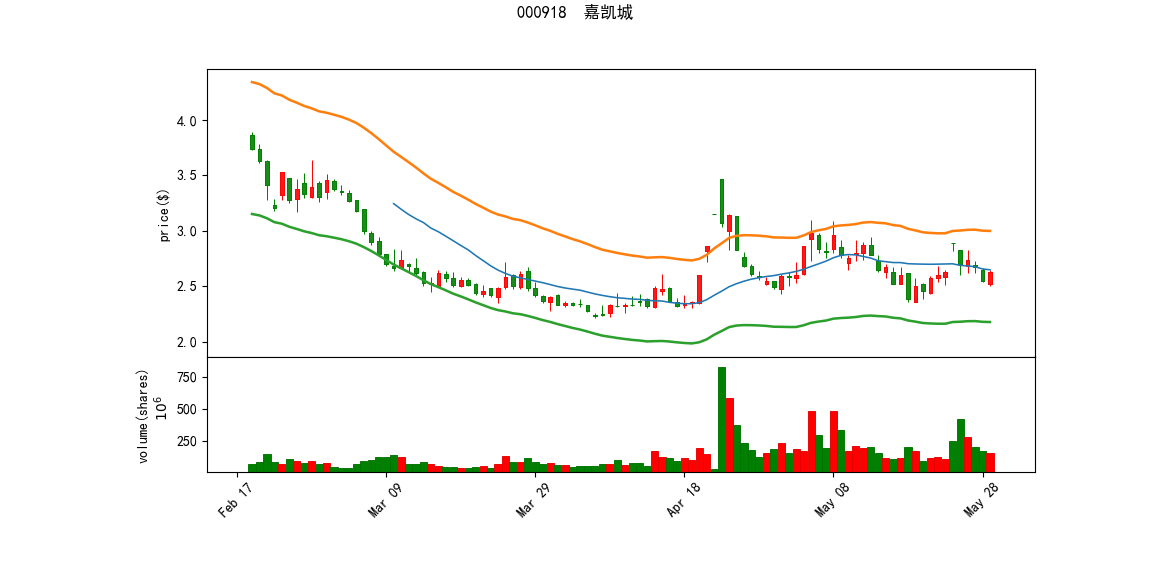 000918 嘉凯城
price($)
4.0
3.5
3.0
2.5
2.0
volume(shares)
10^6
750
500
250
Feb 17
Mar 09
Mar 29
Apr 18
May 08
May 28